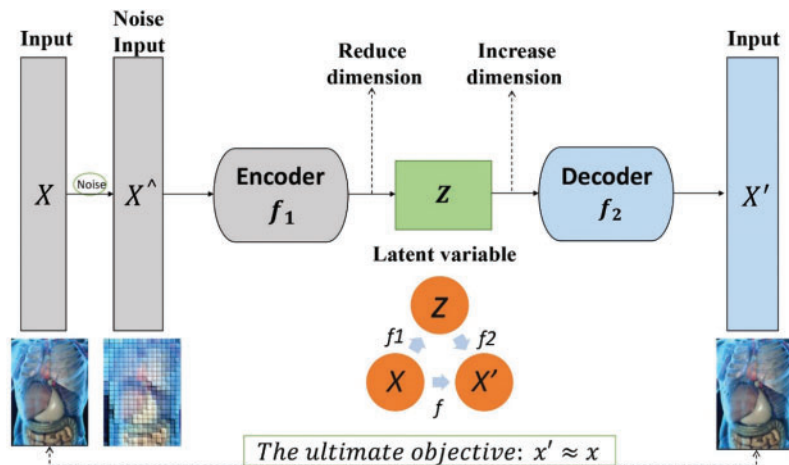 Input
Noise
Input
Reduce
dimension
Increase
dimension
Input
X
Noise
X^
Encoder
f₁
Z
Decoder
f₂
X′
Latent variable
Z
f1
f2
X
X′
f
The ultimate objective: x′ ≈ x